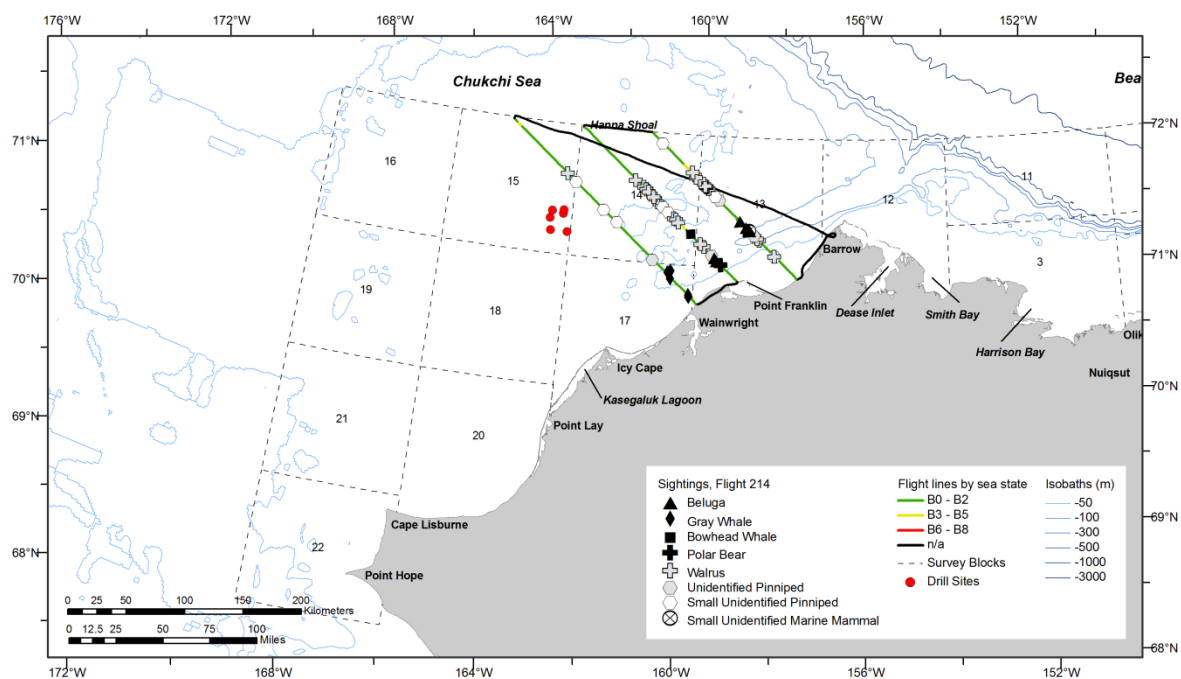 176°W 172°W 168°W 164°W 160°W 156°W 152°W
Chukchi Sea
Bea
72°N
71°N
Hanna Shoal
16
15
14
13
12
11
Barrow
71°N
3
70°N
19
18
17
Point Franklin
Dease Inlet
Smith Bay
Wainwright
Harrison Bay
Olik
Icy Cape
Nuiqsut
70°N
Kasegaluk Lagoon
69°N
21
20
Point Lay
Sightings, Flight 214
Beluga
Gray Whale
Bowhead Whale
Polar Bear
Walrus
Unidentified Pinniped
Small Unidentified Pinniped
Small Unidentified Marine Mammal
Flight lines by sea state
B0 - B2
B3 - B5
B6 - B8
n/a
Survey Blocks
Drill Sites
Isobaths (m)
-50
-100
-300
-500
-1000
-3000
Cape Lisburne
69°N
22
68°N
Point Hope
0 25 50 100 150 200
Kilometers
0 12.5 25 50 75 100
Miles
68°N
172°W 168°W 164°W 160°W 156°W